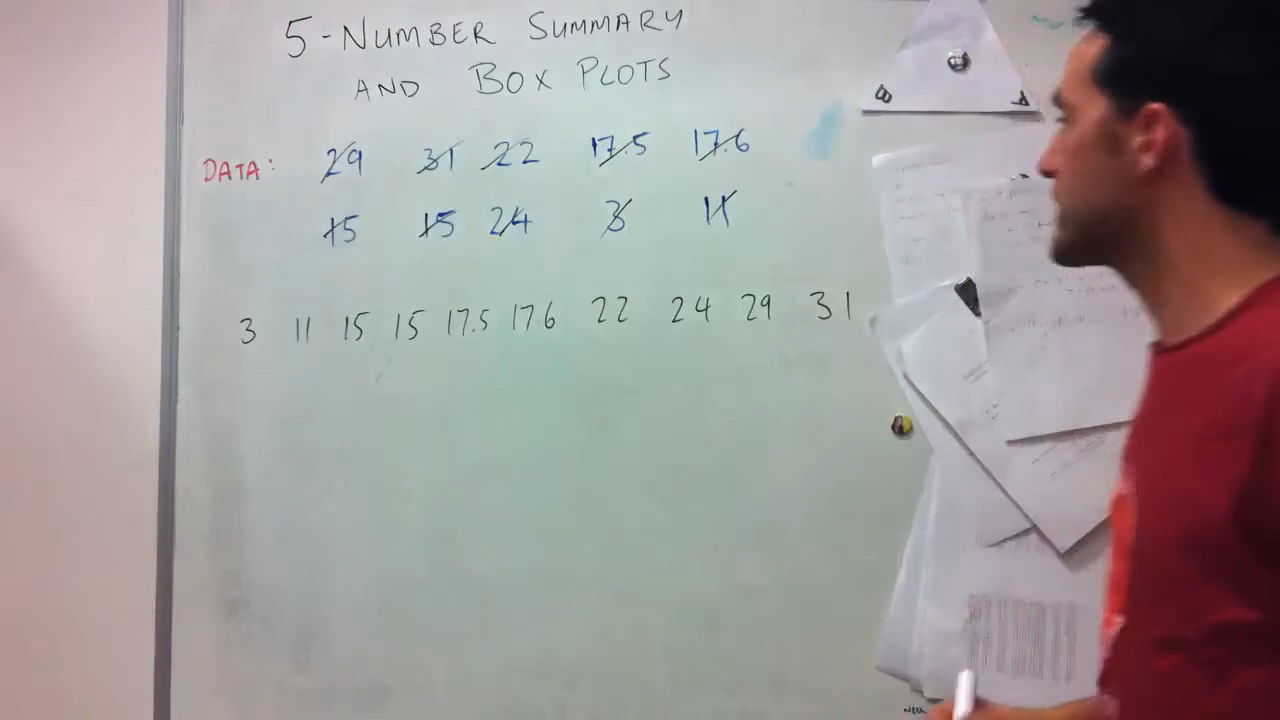 5-NUMBER SUMMARY
AND BOX PLOTS
DATA: 29 31 22 17.5 17.6
15 15 24 3 11
3 11 15 15 17.5 17.6 22 24 29 31
B A